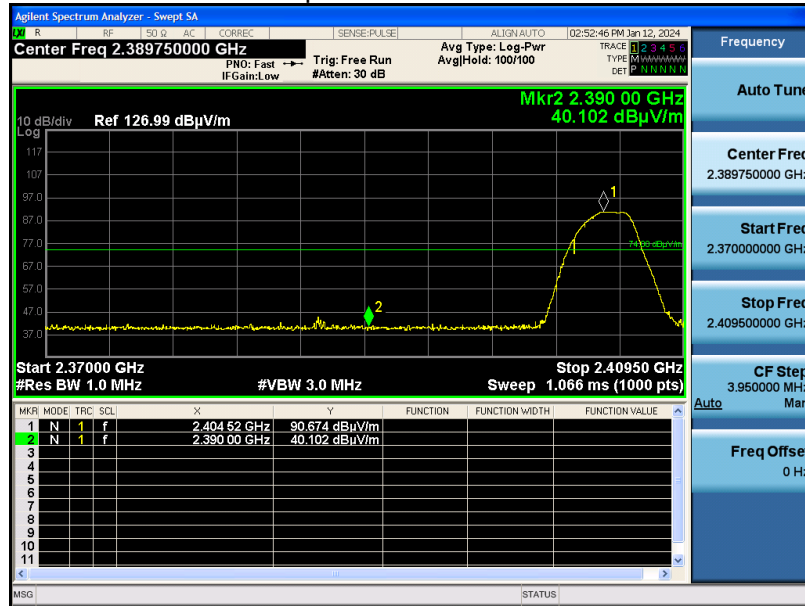 Agilent Spectrum Analyzer - Swept SA
LXI R RF 50 Ω AC CORREC SENSE:PULSE ALIGN AUTO 02:52:46 PM Jan 12, 2024
Center Freq 2.389750000 GHz
PNO: Fast
IFGain:Low
Trig: Free Run
#Atten: 30 dB
Avg Type: Log-Pwr
Avg|Hold: 100/100
TRACE 1 2 3 4 5 6
TYPE M
DET P N N N N N
Mkr2 2.390 00 GHz
40.102 dBµV/m
10 dB/div Ref 126.99 dBµV/m
Log
117
107
97.0
87.0
77.0
67.0
57.0
47.0
37.0
1
2
74.00 dBµV/m
Start 2.37000 GHz Stop 2.40950 GHz
#Res BW 1.0 MHz #VBW 3.0 MHz Sweep 1.066 ms (1000 pts)
MKR MODE TRC SCL X Y FUNCTION FUNCTION WIDTH FUNCTION VALUE
1 N 1 f 2.404 52 GHz 90.674 dBµV/m
2 N 1 f 2.390 00 GHz 40.102 dBµV/m
3
4
5
6
7
8
9
10
11
MSG STATUS
Frequency
Auto Tune
Center Freq
2.389750000 GHz
Start Freq
2.370000000 GHz
Stop Freq
2.409500000 GHz
CF Step
3.950000 MHz
Auto Man
Freq Offset
0 Hz